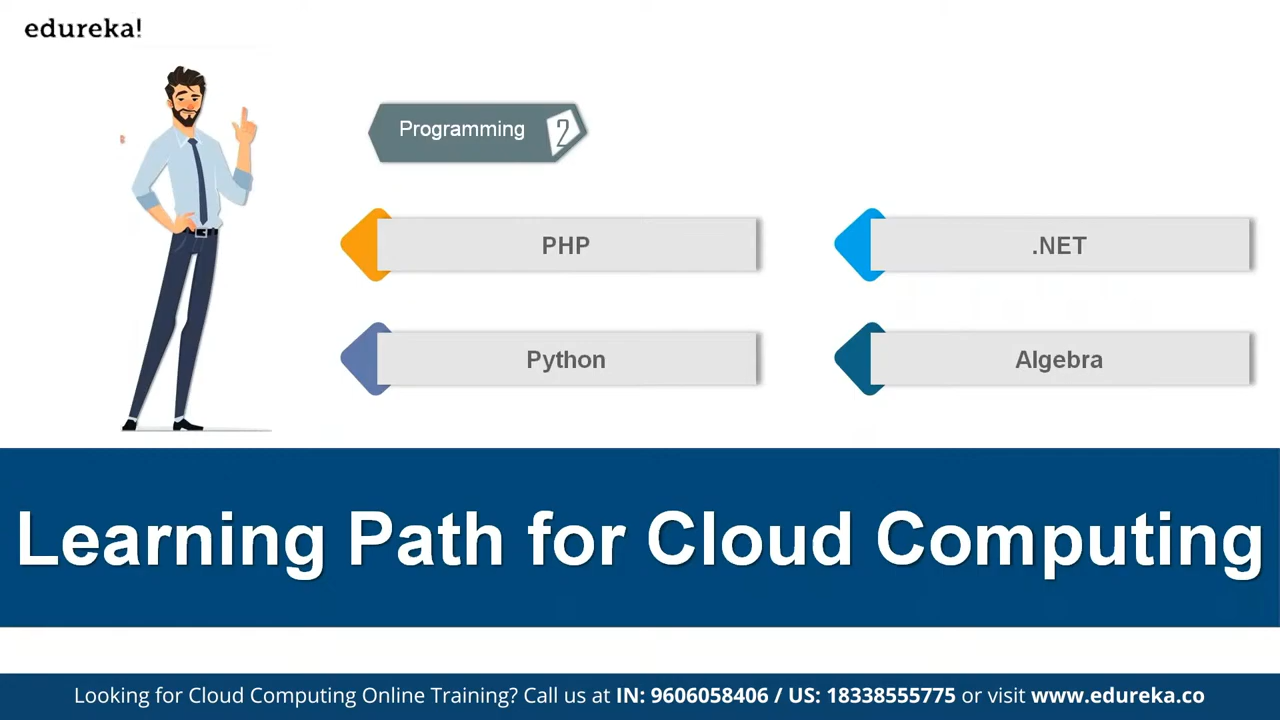 edureka!
Programming 2
PHP
.NET
Python
Algebra
Learning Path for Cloud Computing
Looking for Cloud Computing Online Training? Call us at IN: 9606058406 / US: 18338555775 or visit www.edureka.co